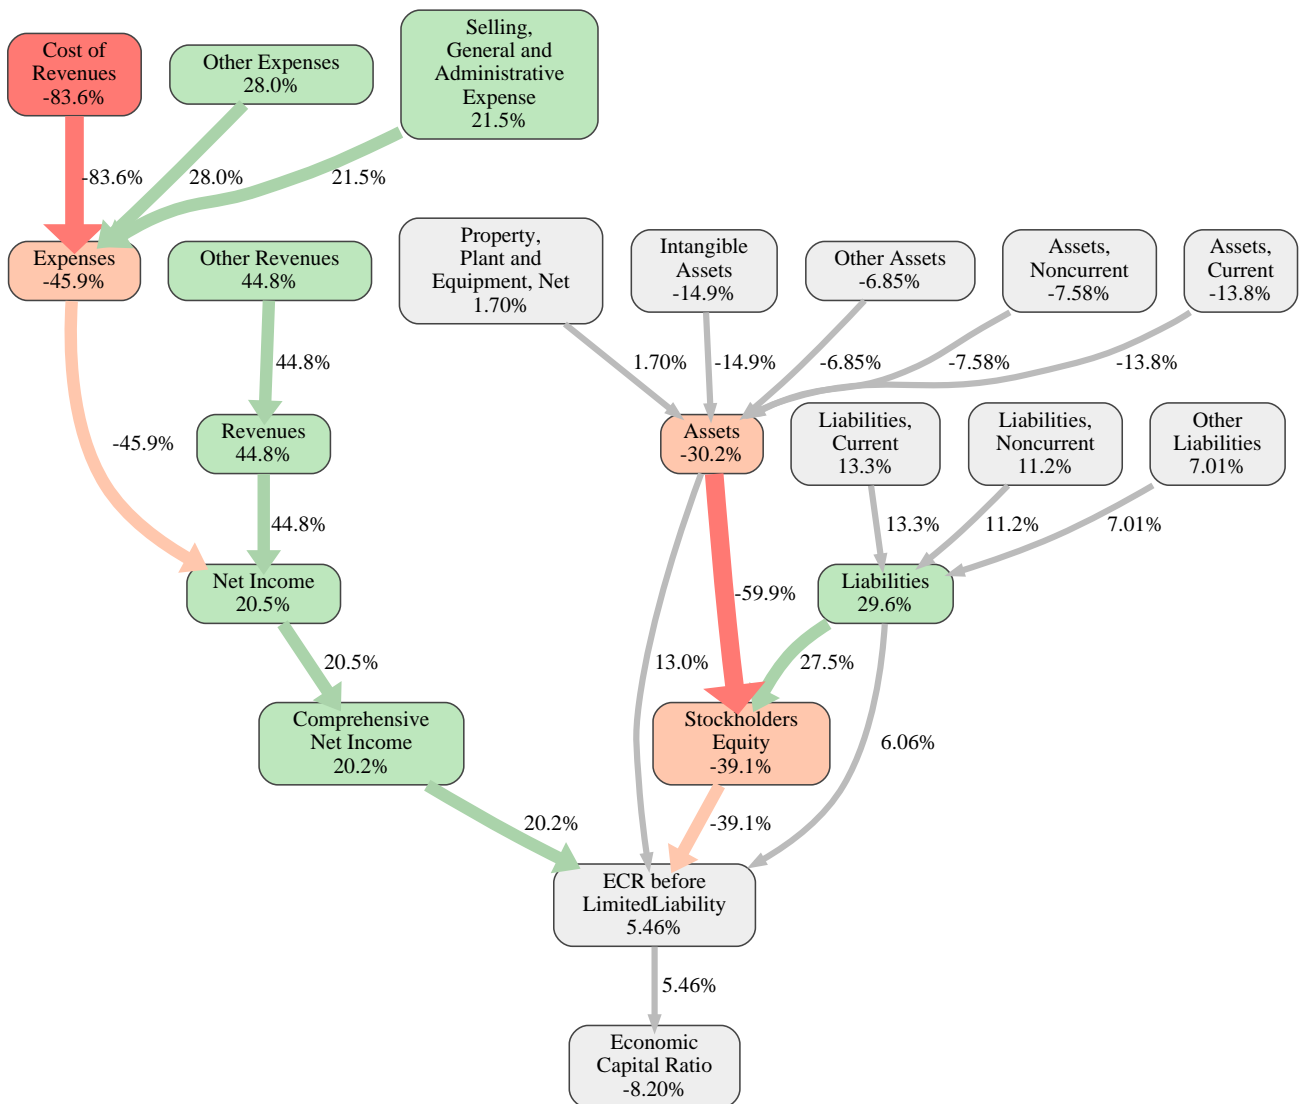 Cost of
Revenues
-83.6%
Other Expenses
28.0%
Selling,
General and
Administrative
Expense
21.5%
-83.6%
28.0%
21.5%
Expenses
-45.9%
Other Revenues
44.8%
Property,
Plant and
Equipment, Net
1.70%
Intangible
Assets
-14.9%
Other Assets
-6.85%
Assets,
Noncurrent
-7.58%
Assets,
Current
-13.8%
44.8%
1.70%
-14.9%
-6.85%
-7.58%
-13.8%
-45.9%
Revenues
44.8%
Assets
-30.2%
Liabilities,
Current
13.3%
Liabilities,
Noncurrent
11.2%
Other
Liabilities
7.01%
44.8%
13.3%
11.2%
7.01%
Net Income
20.5%
-59.9%
Liabilities
29.6%
20.5%
13.0%
27.5%
Comprehensive
Net Income
20.2%
Stockholders
Equity
-39.1%
6.06%
20.2%
-39.1%
ECR before
LimitedLiability
5.46%
5.46%
Economic
Capital Ratio
-8.20%